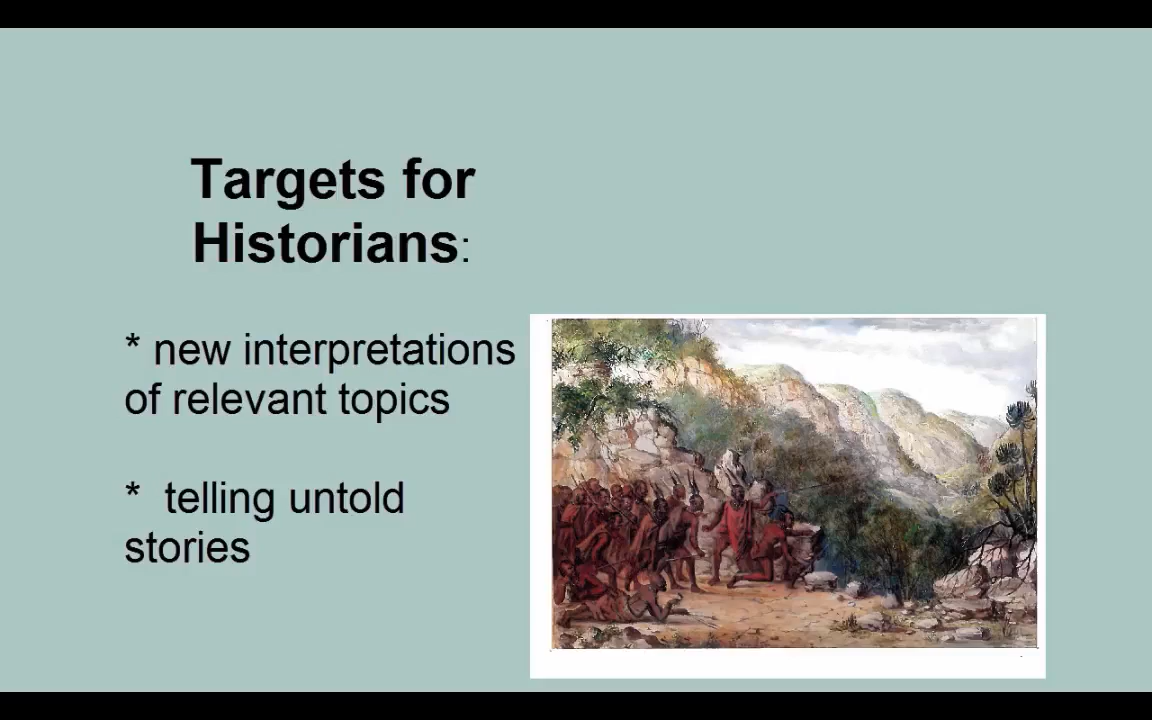 Targets for
Historians:
* new interpretations
of relevant topics
* telling untold
stories